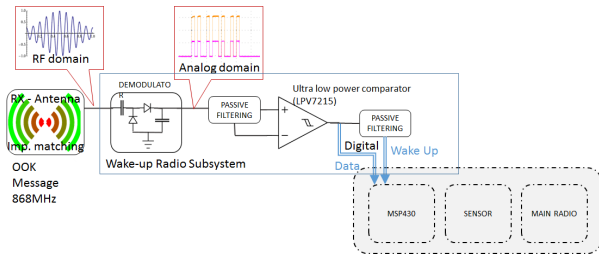 RF domain
Analog domain
RX - Antenna
Imp. matching
OOK
Message
868MHz
DEMODULATO
R
PASSIVE
FILTERING
Ultra low power comparator
(LPV7215)
+
−
PASSIVE
FILTERING
Wake-up Radio Subsystem
Digital
Data
Wake Up
MSP430
SENSOR
MAIN RADIO